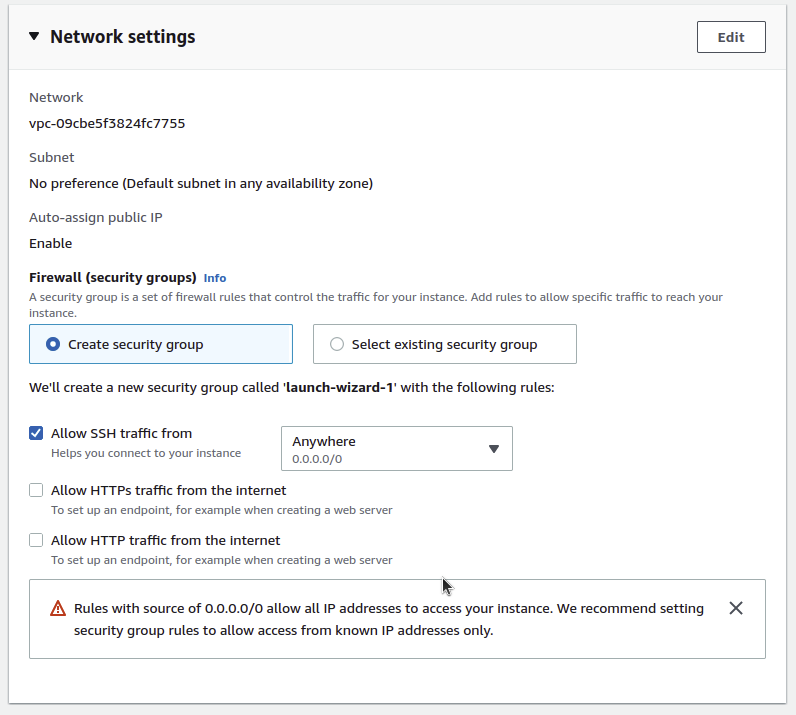 Network settings
Edit
Network
vpc-09cbe5f3824fc7755
Subnet
No preference (Default subnet in any availability zone)
Auto-assign public IP
Enable
Firewall (security groups) Info
A security group is a set of firewall rules that control the traffic for your instance. Add rules to allow specific traffic to reach your
instance.
Create security group
Select existing security group
We'll create a new security group called 'launch-wizard-1' with the following rules:
Allow SSH traffic from
Helps you connect to your instance
Anywhere
0.0.0.0/0
Allow HTTPs traffic from the internet
To set up an endpoint, for example when creating a web server
Allow HTTP traffic from the internet
To set up an endpoint, for example when creating a web server
Rules with source of 0.0.0.0/0 allow all IP addresses to access your instance. We recommend setting
security group rules to allow access from known IP addresses only.